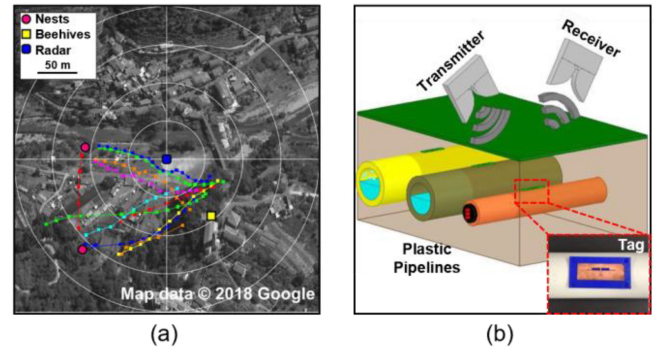 Nests
Beehives
Radar
50 m
Map data © 2018 Google
(a)
Transmitter
Receiver
Plastic
Pipelines
Tag
(b)